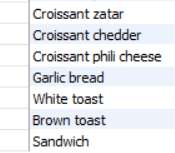 Croissant zatar
Croissant chedder
Croissant phili cheese
Garlic bread
White toast
Brown toast
Sandwich